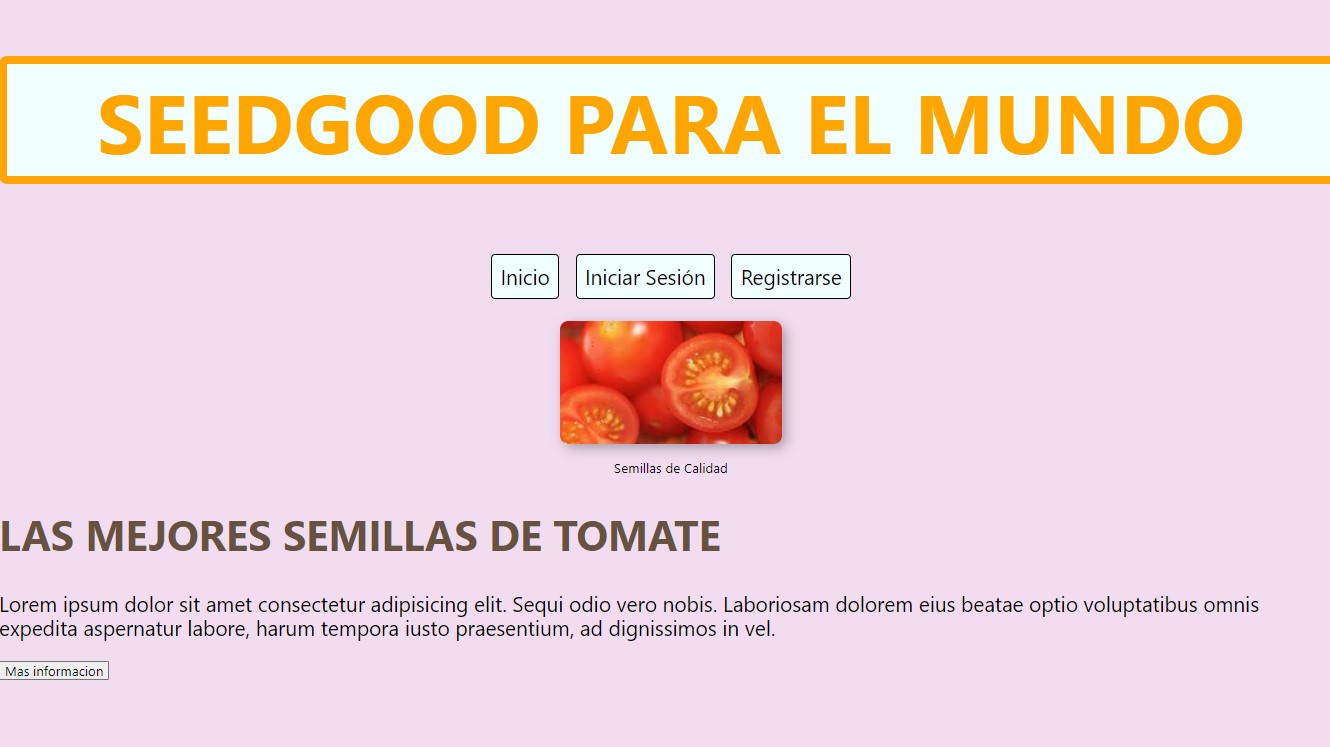 SEEDGOOD PARA EL MUNDO
Inicio Iniciar Sesión Registrarse
Semillas de Calidad
LAS MEJORES SEMILLAS DE TOMATE
Lorem ipsum dolor sit amet consectetur adipisicing elit. Sequi odio vero nobis. Laboriosam dolorem eius beatae optio voluptatibus omnis
expedita aspernatur labore, harum tempora iusto praesentium, ad dignissimos in vel.
Mas informacion